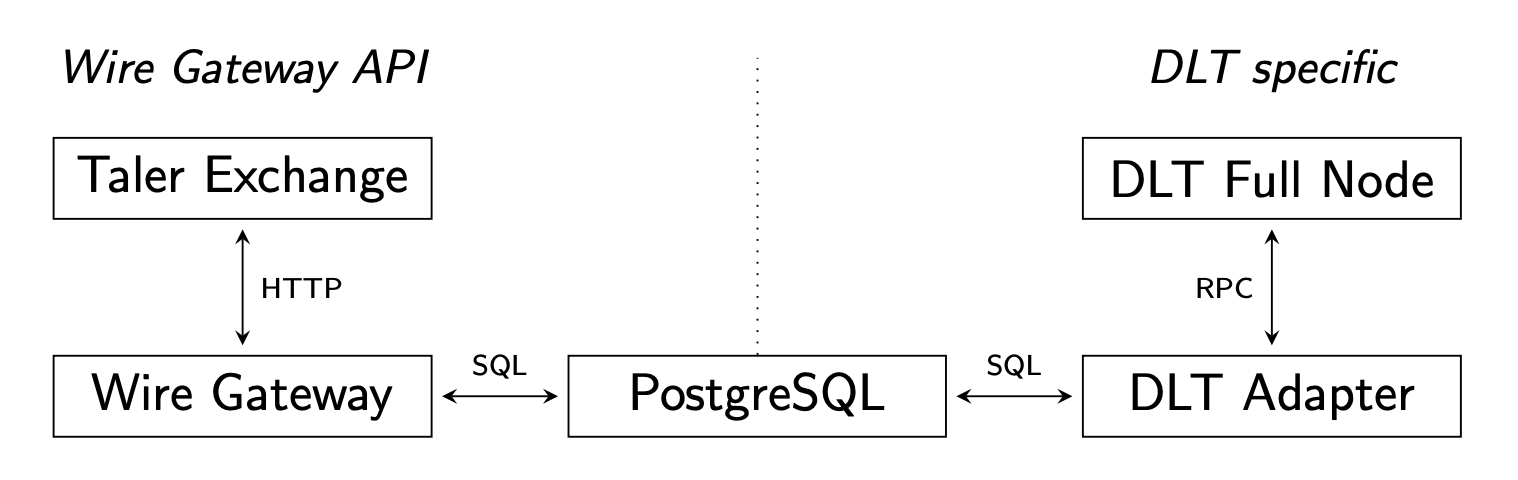 Wire Gateway API
DLT specific
Taler Exchange
DLT Full Node
HTTP
RPC
Wire Gateway
SQL
PostgreSQL
SQL
DLT Adapter